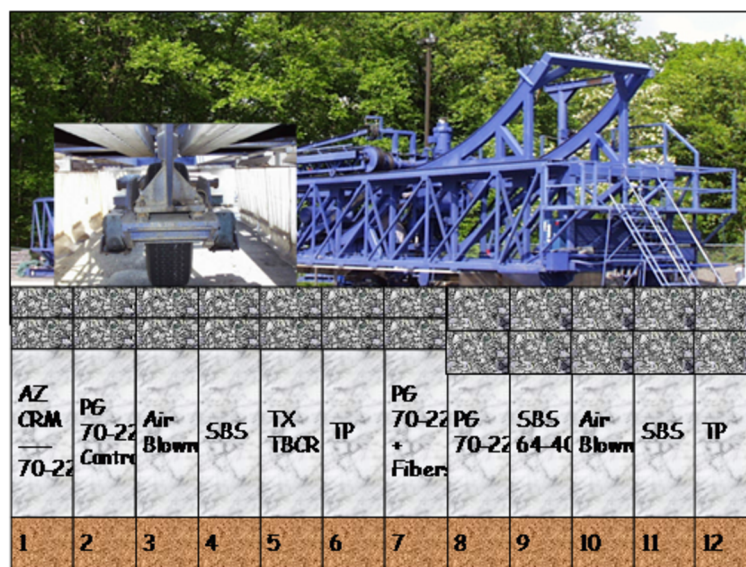 AZ
CRM
70-22
PG
70-22
Contro
Air
Blown
SBS
TX
TBCR
TP
PG
70-22
+
Fibers
PG
70-22
SBS
64-40
Air
Blown
SBS
TP
1 2 3 4 5 6 7 8 9 10 11 12